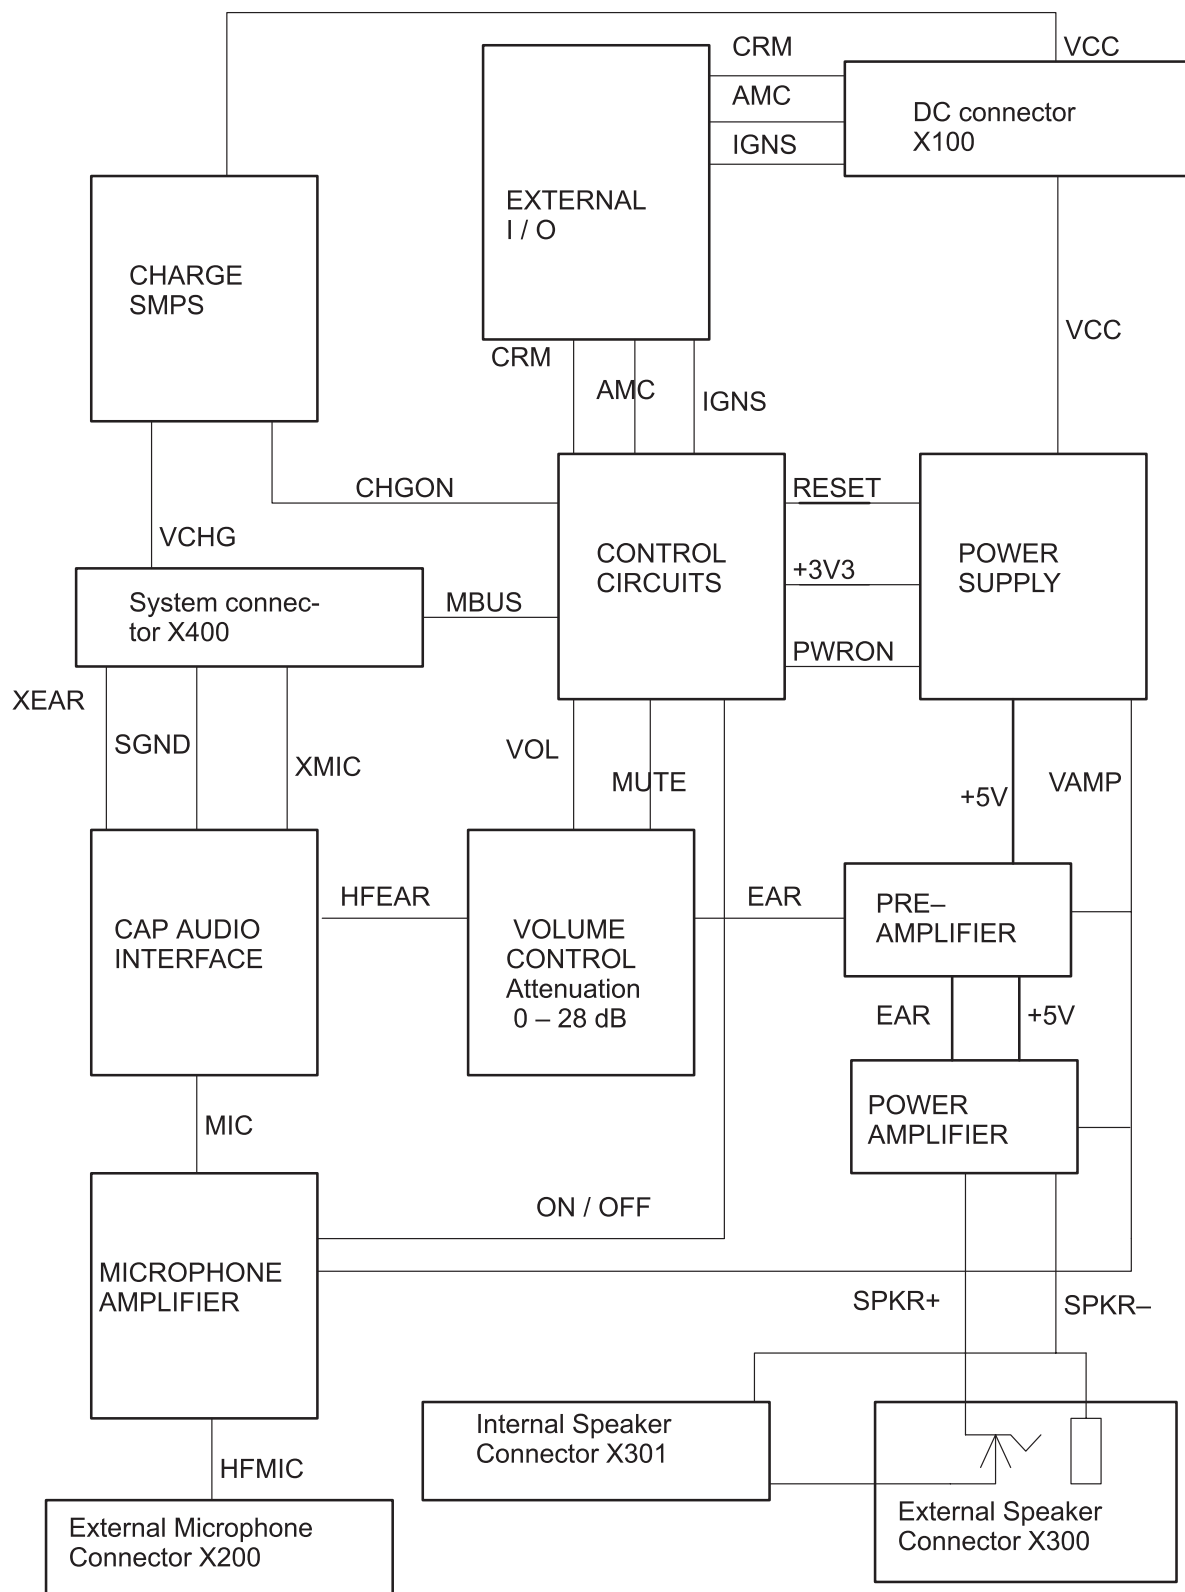 CRM
VCC
AMC
DC connector
X100
IGNS
EXTERNAL
I / O
CHARGE
SMPS
VCC
CRM
AMC
IGNS
CHGON
RESET
VCHG
CONTROL
CIRCUITS
+3V3
POWER
SUPPLY
System connec-
tor X400
MBUS
PWRON
XEAR
SGND
XMIC
VOL
MUTE
+5V
VAMP
HFEAR
EAR
CAP AUDIO
INTERFACE
VOLUME
CONTROL
Attenuation
0 – 28 dB
PRE–
AMPLIFIER
EAR
+5V
MIC
POWER
AMPLIFIER
ON / OFF
MICROPHONE
AMPLIFIER
SPKR+
SPKR–
Internal Speaker
Connector X301
HFMIC
External Speaker
Connector X300
External Microphone
Connector X200